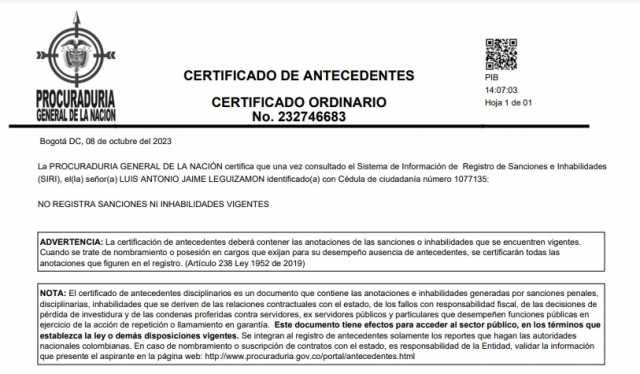 PROCURADURIA
GENERAL DE LA NACIÓN
CERTIFICADO DE ANTECEDENTES
CERTIFICADO ORDINARIO
No. 232746683
PIB
14:07:03
Hoja 1 de 01
Bogotá DC, 08 de octubre del 2023
La PROCURADURIA GENERAL DE LA NACIÓN certifica que una vez consultado el Sistema de Información de Registro de Sanciones e Inhabilidades
(SIRI), el(la) señor(a) LUIS ANTONIO JAIME LEGUIZAMON identificado(a) con Cédula de ciudadanía número 1077135:
NO REGISTRA SANCIONES NI INHABILIDADES VIGENTES
ADVERTENCIA: La certificación de antecedentes deberá contener las anotaciones de las sanciones o inhabilidades que se encuentren vigentes.
Cuando se trate de nombramiento o posesión en cargos que exijan para su desempeño ausencia de antecedentes, se certificarán todas las
anotaciones que figuren en el registro. (Artículo 238 Ley 1952 de 2019)
NOTA: El certificado de antecedentes disciplinarios es un documento que contiene las anotaciones e inhabilidades generadas por sanciones penales,
disciplinarias, inhabilidades que se deriven de las relaciones contractuales con el estado, de los fallos con responsabilidad fiscal, de las decisiones de
pérdida de investidura y de las condenas proferidas contra servidores, ex servidores públicos y particulares que desempeñen funciones públicas en
ejercicio de la acción de repetición o llamamiento en garantía. Este documento tiene efectos para acceder al sector público, en los términos que
establezca la ley o demás disposiciones vigentes. Se integran al registro de antecedentes solamente los reportes que hagan las autoridades
nacionales colombianas. En caso de nombramiento o suscripción de contratos con el estado, es responsabilidad de la Entidad, validar la información
que presente el aspirante en la página web: http://www.procuraduria.gov.co/portal/antecedentes.html